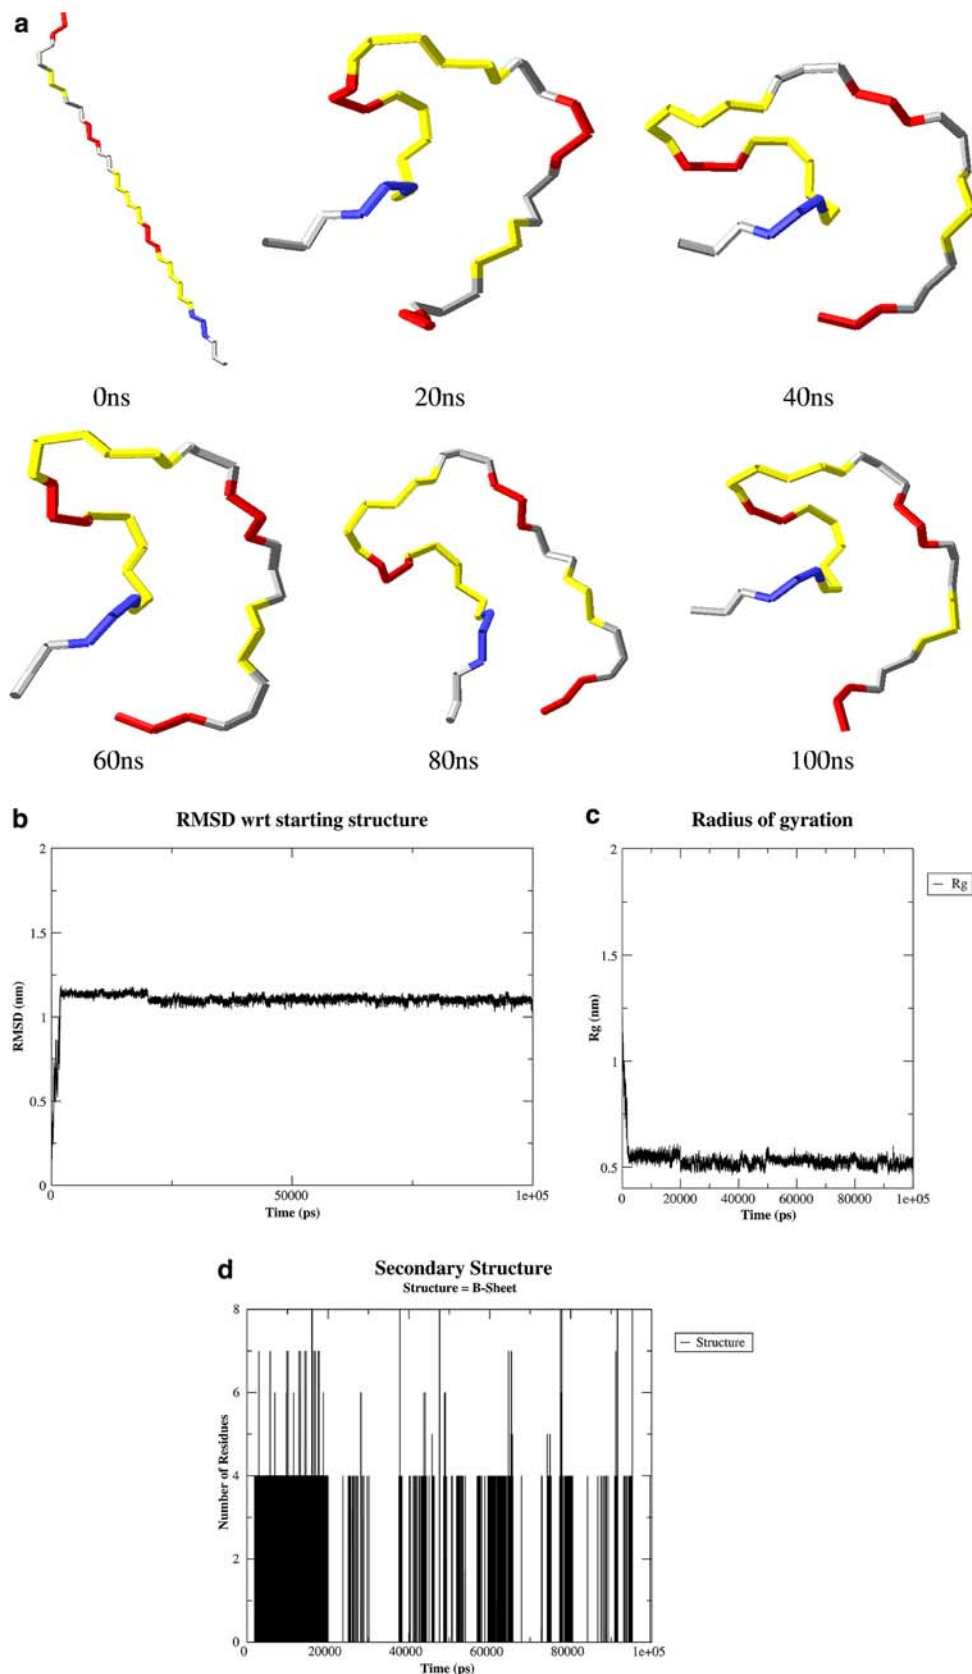 a
0ns
20ns
40ns
60ns
80ns
100ns
b
RMSD wrt starting structure
2
1.5
1
0.5
0
RMSD (nm)
0
50000
1e+05
Time (ps)
c
Radius of gyration
2
1.5
1
0.5
Rg (nm)
0
20000
40000
60000
80000
1e+05
Time (ps)
Rg
d
Secondary Structure
Structure = B-Sheet
8
6
4
2
0
Number of Residues
0
20000
40000
60000
80000
1e+05
Time (ps)
Structure